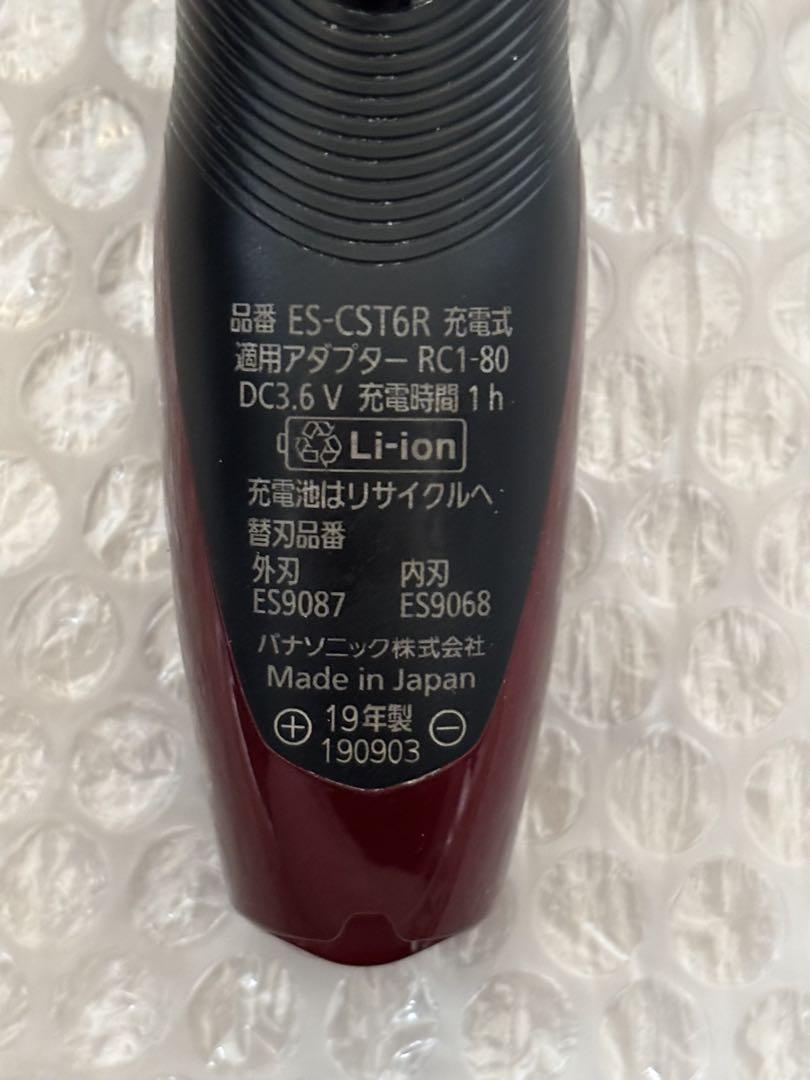 品番 ES-CST6R 充電式
適用アダプター RC1-80
DC3.6 V 充電時間 1 h
Li-ion
充電池はリサイクルへ
替刃品番
外刃 内刃
ES9087 ES9068
パナソニック株式会社
Made in Japan
19年製
190903